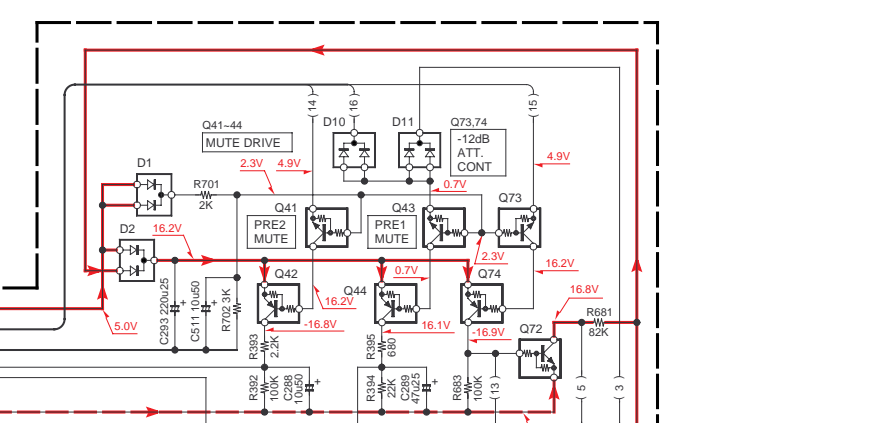 14
16
15
Q41~44
MUTE DRIVE
D10
D11
Q73,74
-12dB
ATT.
CONT
D1
2.3V
4.9V
4.9V
0.7V
R701
2K
Q41
Q43
Q73
PRE2
MUTE
PRE1
MUTE
D2
16.2V
2.3V
16.2V
Q42
0.7V
Q74
Q44
16.8V
C293 220u25
C511 10u50
R702 3K
16.2V
5.0V
-16.8V
16.1V
-16.9V
Q72
R681
82K
R393
2.2K
R395
680
R392
100K
C288
10u50
R394
22K
C289
47u25
R683
100K
13
5
3